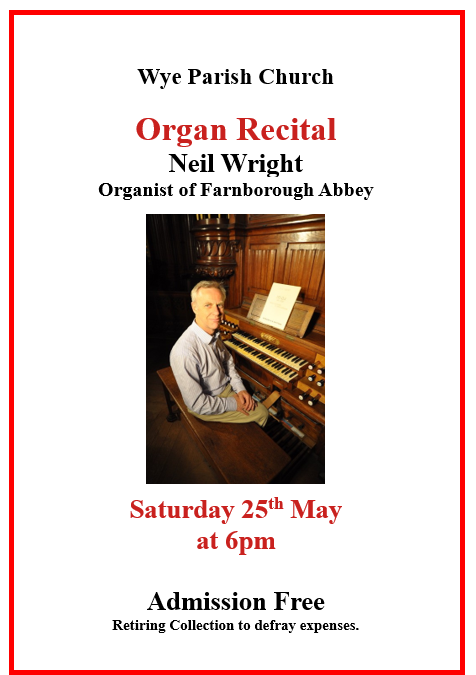 Wye Parish Church
Organ Recital
Neil Wright
Organist of Farnborough Abbey
Saturday 25th May
at 6pm
Admission Free
Retiring Collection to defray expenses.